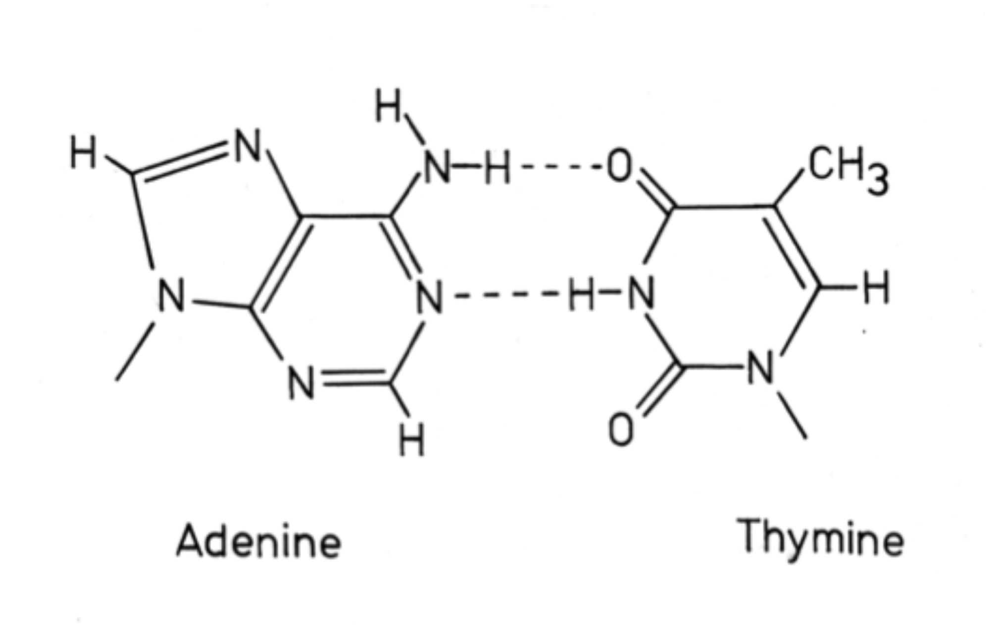 H
H N N-H O CH3
N N H-N H
N N
O
H
Adenine Thymine